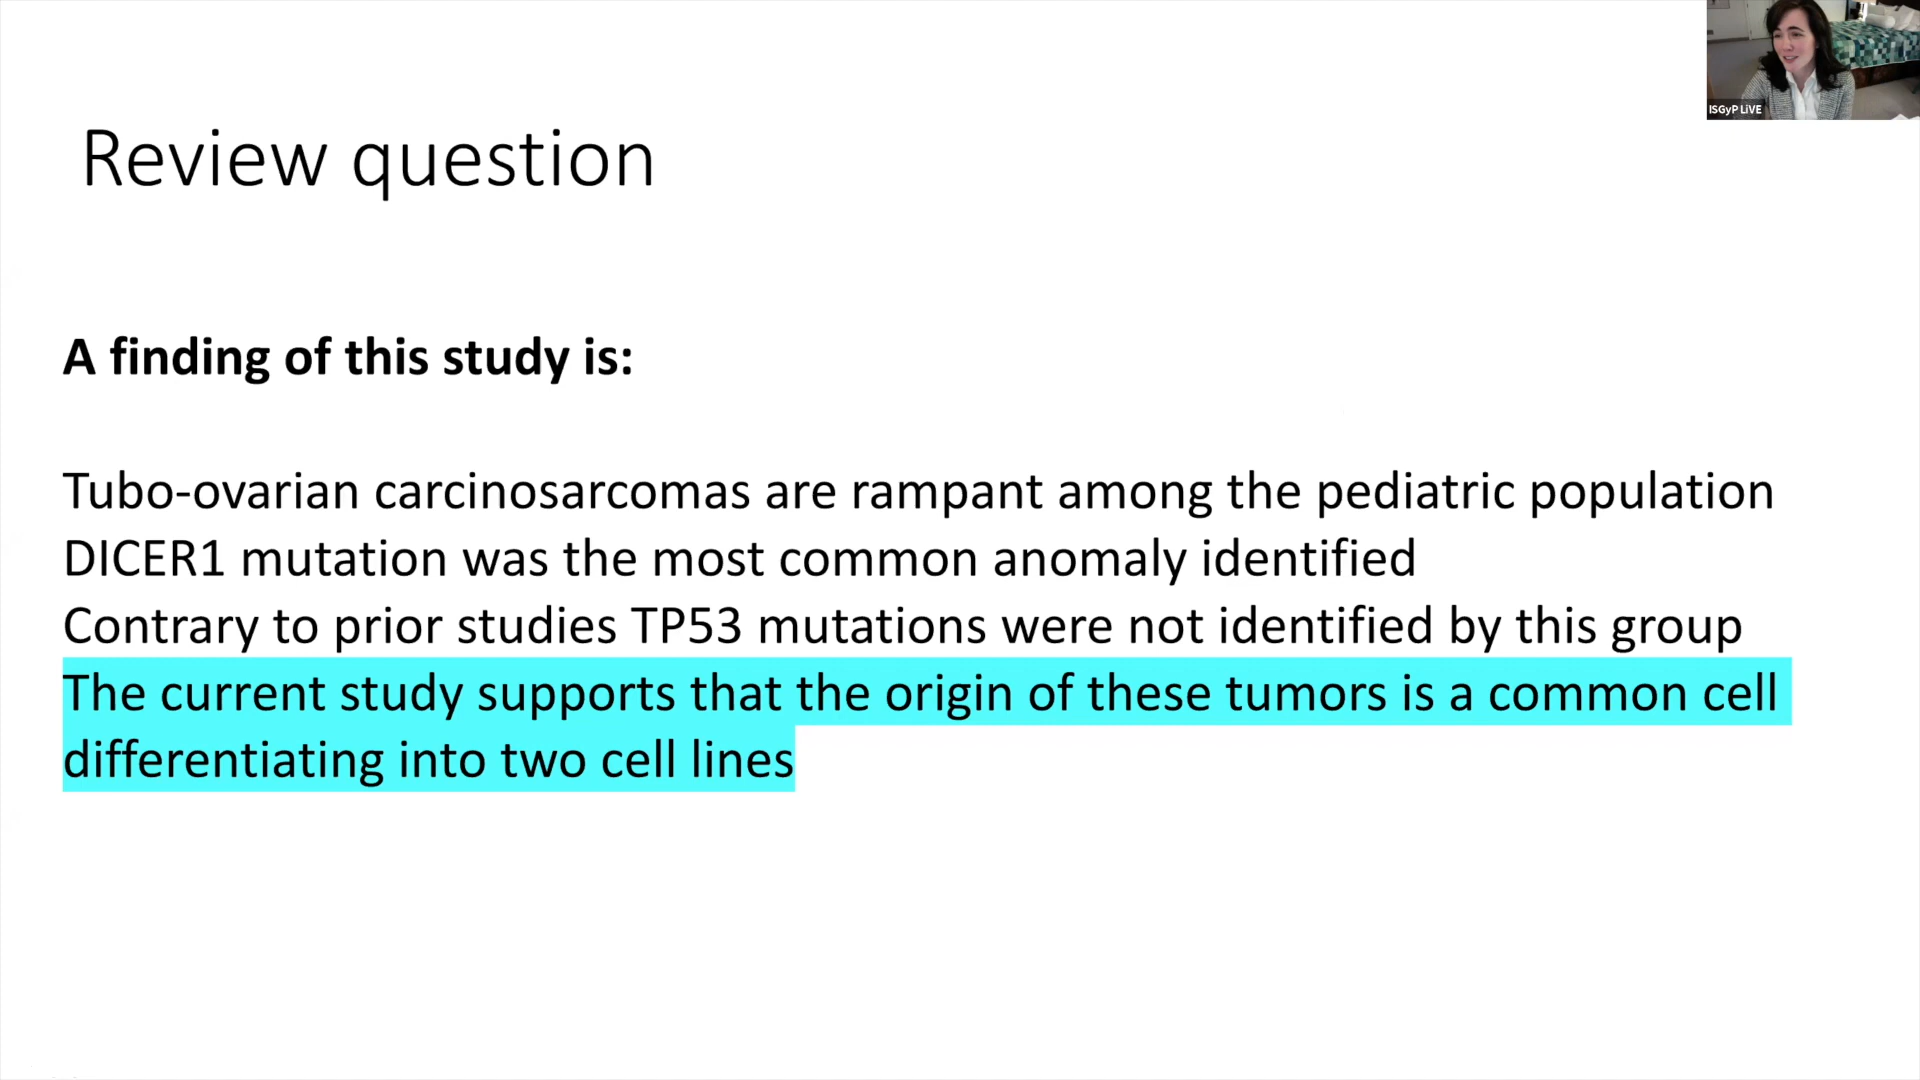 ISGyP LiVE
Review question
A finding of this study is:
Tubo-ovarian carcinosarcomas are rampant among the pediatric population
DICER1 mutation was the most common anomaly identified
Contrary to prior studies TP53 mutations were not identified by this group
The current study supports that the origin of these tumors is a common cell
differentiating into two cell lines